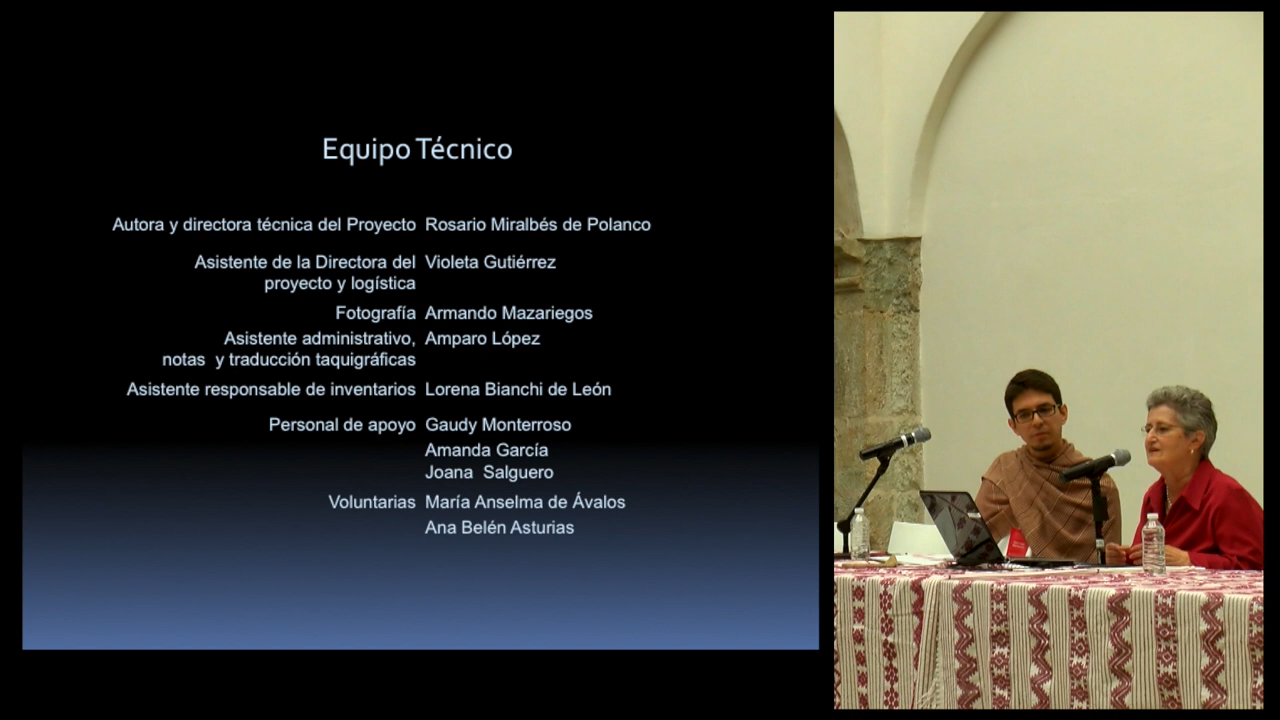 Equipo Técnico
Autora y directora técnica del Proyecto Rosario Miralbés de Polanco
Asistente de la Directora del Violeta Gutiérrez
proyecto y logística
Fotografía Armando Mazariegos
Asistente administrativo, Amparo López
notas y traducción taquigráficas
Asistente responsable de inventarios Lorena Bianchi de León
Personal de apoyo Gaudy Monterroso
Amanda García
Joana Salguero
Voluntarias María Anselma de Ávalos
Ana Belén Asturias